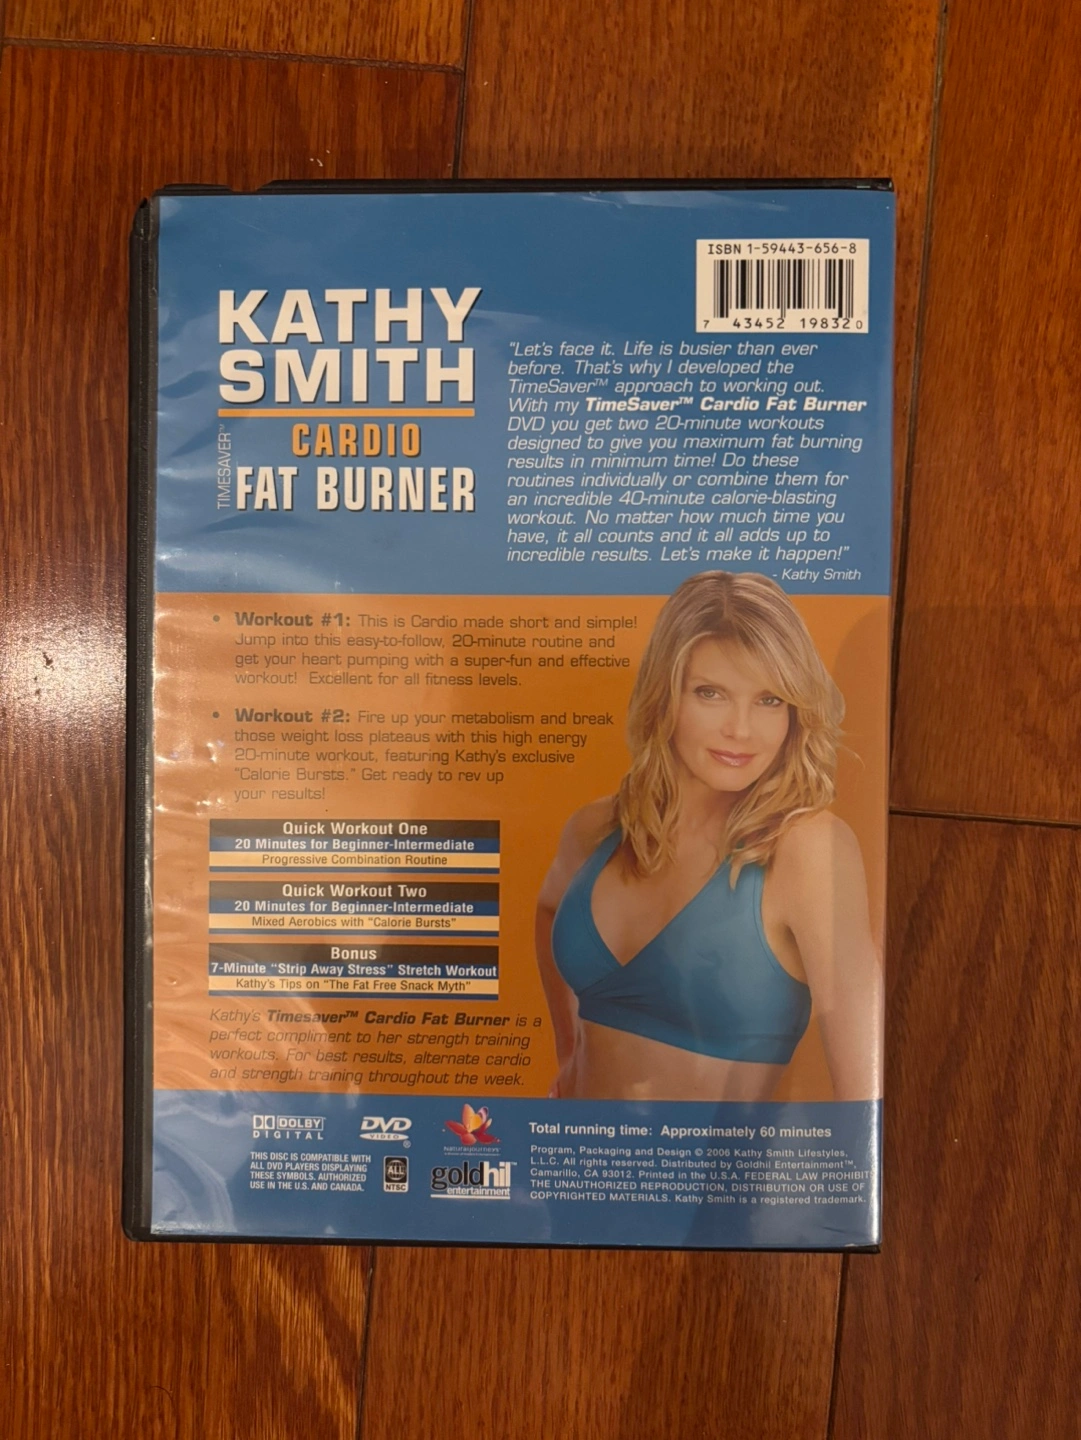 ISBN 1-59443-656-8
7 43452 19832 0
KATHY
SMITH
TIMESAVER™
CARDIO
FAT BURNER
"Let's face it. Life is busier than ever
before. That's why I developed the
TimeSaver™ approach to working out.
With my TimeSaver™ Cardio Fat Burner
DVD you get two 20-minute workouts
designed to give you maximum fat burning
results in minimum time! Do these
routines individually or combine them for
an incredible 40-minute calorie-blasting
workout. No matter how much time you
have, it all counts and it all adds up to
incredible results. Let's make it happen!"
- Kathy Smith
• Workout #1: This is Cardio made short and simple!
Jump into this easy-to-follow, 20-minute routine and
get your heart pumping with a super-fun and effective
workout! Excellent for all fitness levels.
• Workout #2: Fire up your metabolism and break
those weight loss plateaus with this high energy
20-minute workout, featuring Kathy's exclusive
"Calorie Bursts." Get ready to rev up
your results!
Quick Workout One
20 Minutes for Beginner-Intermediate
Progressive Combination Routine
Quick Workout Two
20 Minutes for Beginner-Intermediate
Mixed Aerobics with "Calorie Bursts"
Bonus
7-Minute "Strip Away Stress" Stretch Workout
Kathy's Tips on "The Fat Free Snack Myth"
Kathy's Timesaver™ Cardio Fat Burner is a
perfect compliment to her strength training
workouts. For best results, alternate cardio
and strength training throughout the week.
DOLBY
DIGITAL
DVD
VIDEO
®
THIS DISC IS COMPATIBLE WITH
ALL DVD PLAYERS DISPLAYING
THESE SYMBOLS. AUTHORIZED
USE IN THE U.S. AND CANADA.
ALL
NTSC
goldhil™
entertainment
Total running time: Approximately 60 minutes
Program, Packaging and Design © 2006 Kathy Smith Lifestyles,
L.L.C. All rights reserved. Distributed by Goldhil Entertainment™,
Camarillo, CA 93012. Printed in the U.S.A. FEDERAL LAW PROHIBIT
THE UNAUTHORIZED REPRODUCTION, DISTRIBUTION OR USE OF
COPYRIGHTED MATERIALS. Kathy Smith is a registered trademark.